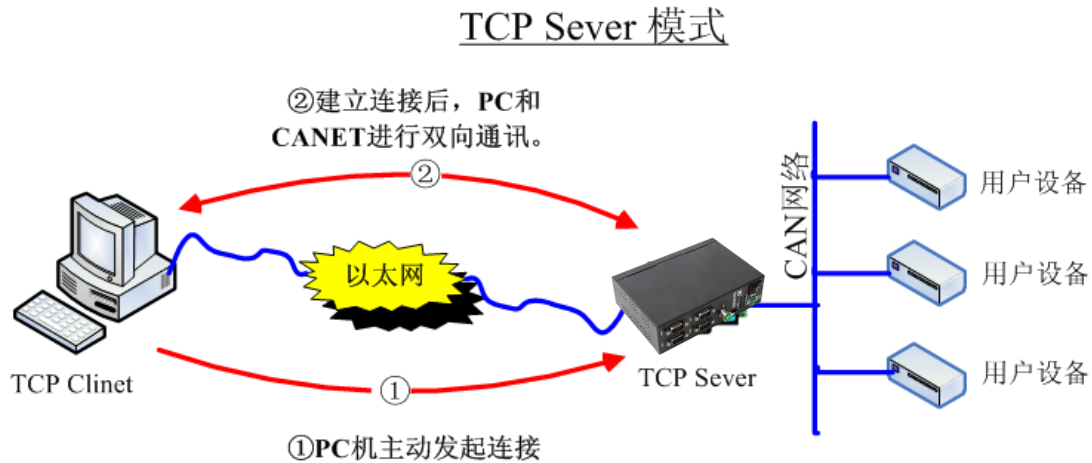 TCP Sever 模式
②建立连接后，PC和
CANET进行双向通讯。
②
CAN网络
用户设备
以太网
用户设备
TCP Clinet
TCP Sever
用户设备
①
①PC机主动发起连接